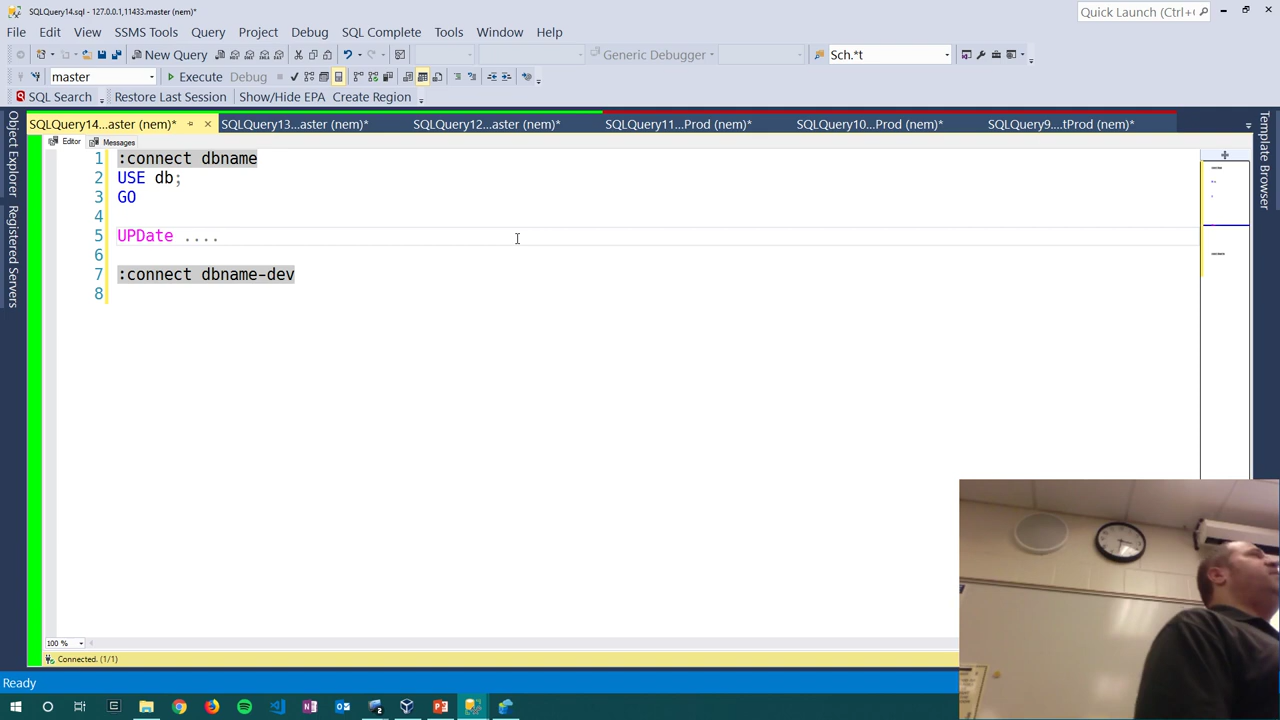 SQLQuery14.sql - 127.0.0.1,11433.master (nem)*
Quick Launch (Ctrl+
File Edit View SSMS Tools Query Project Debug SQL Complete Tools Window Help
New Query
Generic Debugger
Sch.*t
master
Execute Debug
SQL Search Restore Last Session Show/Hide EPA Create Region
SQLQuery14...aster (nem)* SQLQuery13...aster (nem)* SQLQuery12...aster (nem)* SQLQuery11...Prod (nem)* SQLQuery10...Prod (nem)* SQLQuery9....tProd (nem)*
Object Explorer
Registered Servers
Template Browser
Editor Messages
1 :connect dbname
2 USE db;
3 GO
4
5 UPDate ....
6
7 :connect dbname-dev
8
100 %
Connected. (1/1)
Ready